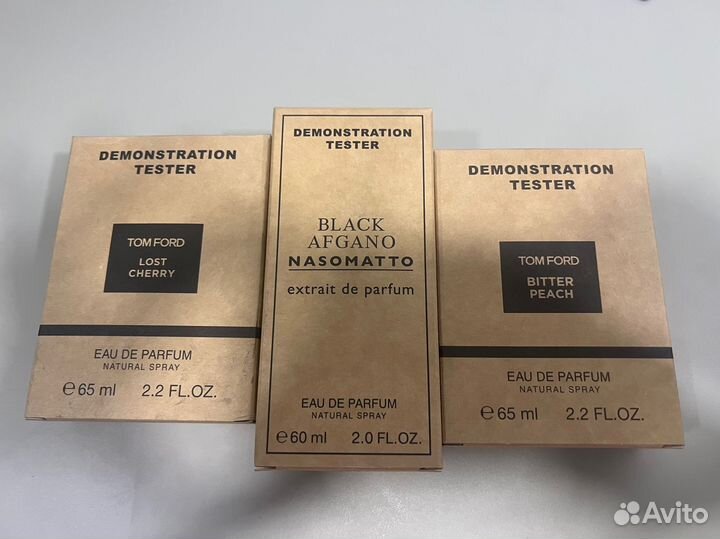 DEMONSTRATION
TESTER
TOM FORD
LOST
CHERRY
EAU DE PARFUM
NATURAL SPRAY
e 65 ml 2.2 FL.OZ.
DEMONSTRATION
TESTER
BLACK
AFGANO
NASOMATTO
extrait de parfum
EAU DE PARFUM
NATURAL SPRAY
e 60 ml 2.0 FL.OZ.
DEMONSTRATION
TESTER
TOM FORD
BITTER
PEACH
EAU DE PARFUM
NATURAL SPRAY
e 65 ml 2.2 FL.OZ.
Avito